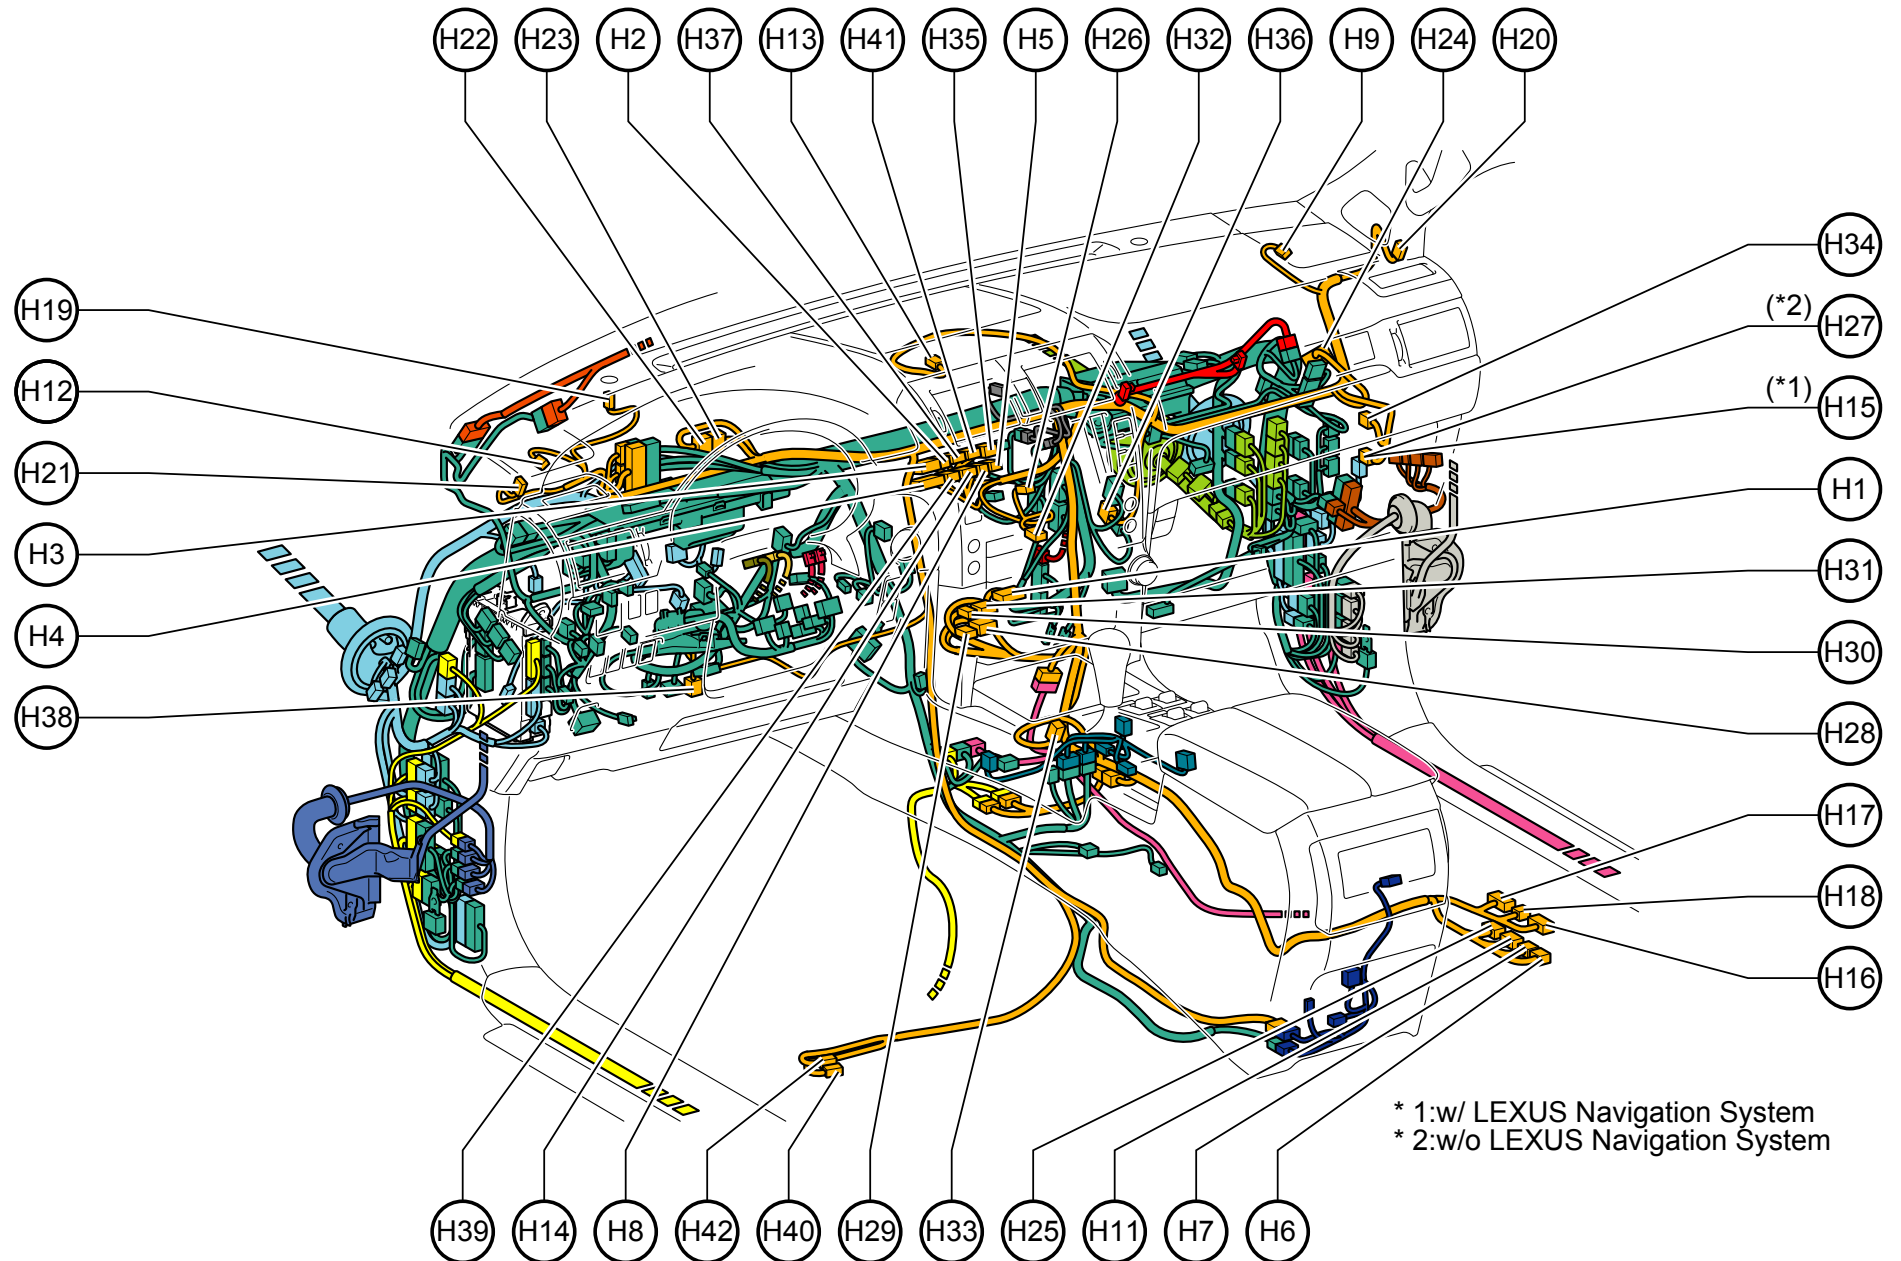 H22 H23 H2 H37 H13 H41 H35 H5 H26 H32 H36 H9 H24 H20
H34
(*2)
H27
(*1)
H15
H1
H31
H30
H28
H17
H18
H16
H19
H12
H21
H3
H4
H38
* 1:w/ LEXUS Navigation System
* 2:w/o LEXUS Navigation System
H39 H14 H8 H42 H40 H29 H33 H25 H11 H7 H6